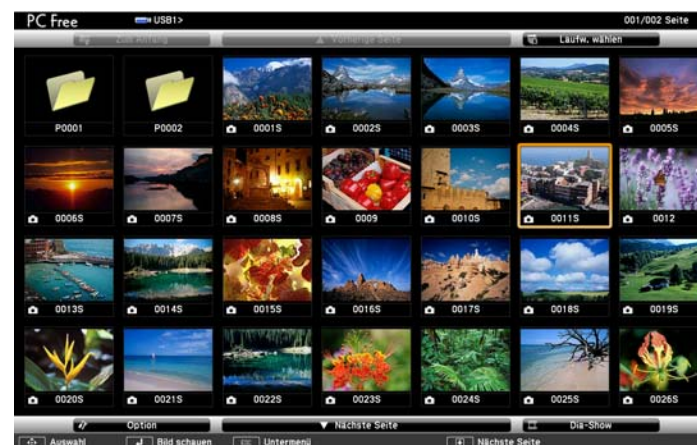 PC Free USB1> 001/002 Seite
Zum Anfang ▲ Vorherige Seite Laufw. wählen
P0001 P0002 0001S 0002S 0003S 0004S 0005S
0006S 0007S 0008S 0009 0010S 0011S 0012
0013S 0014S 0015S 0016S 0017S 0018S 0019S
0020S 0021S 0022S 0023S 0024S 0025S 0026S
Option ▼ Nächste Seite Dia-Show
Auswahl Bild schauen Untermenü Nächste Seite